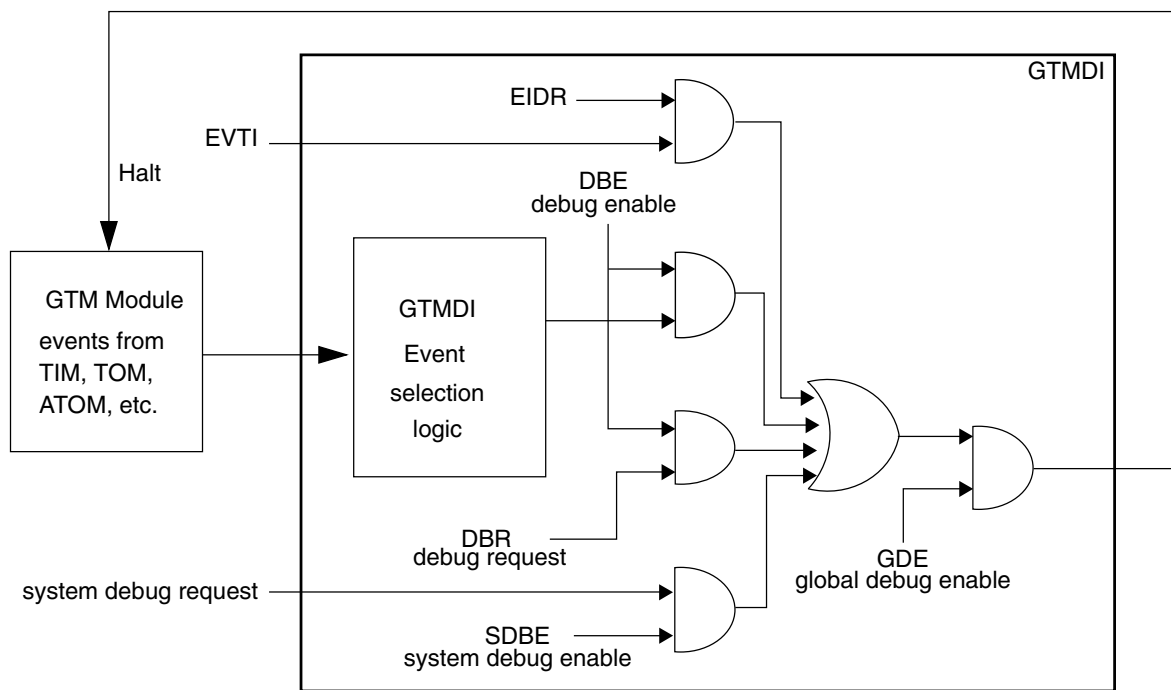 GTMDI
EIDR
EVTI
Halt
DBE
debug enable
GTM Module
events from
TIM, TOM,
ATOM, etc.
GTMDI
Event
selection
logic
DBR
debug request
GDE
global debug enable
system debug request
SDBE
system debug enable